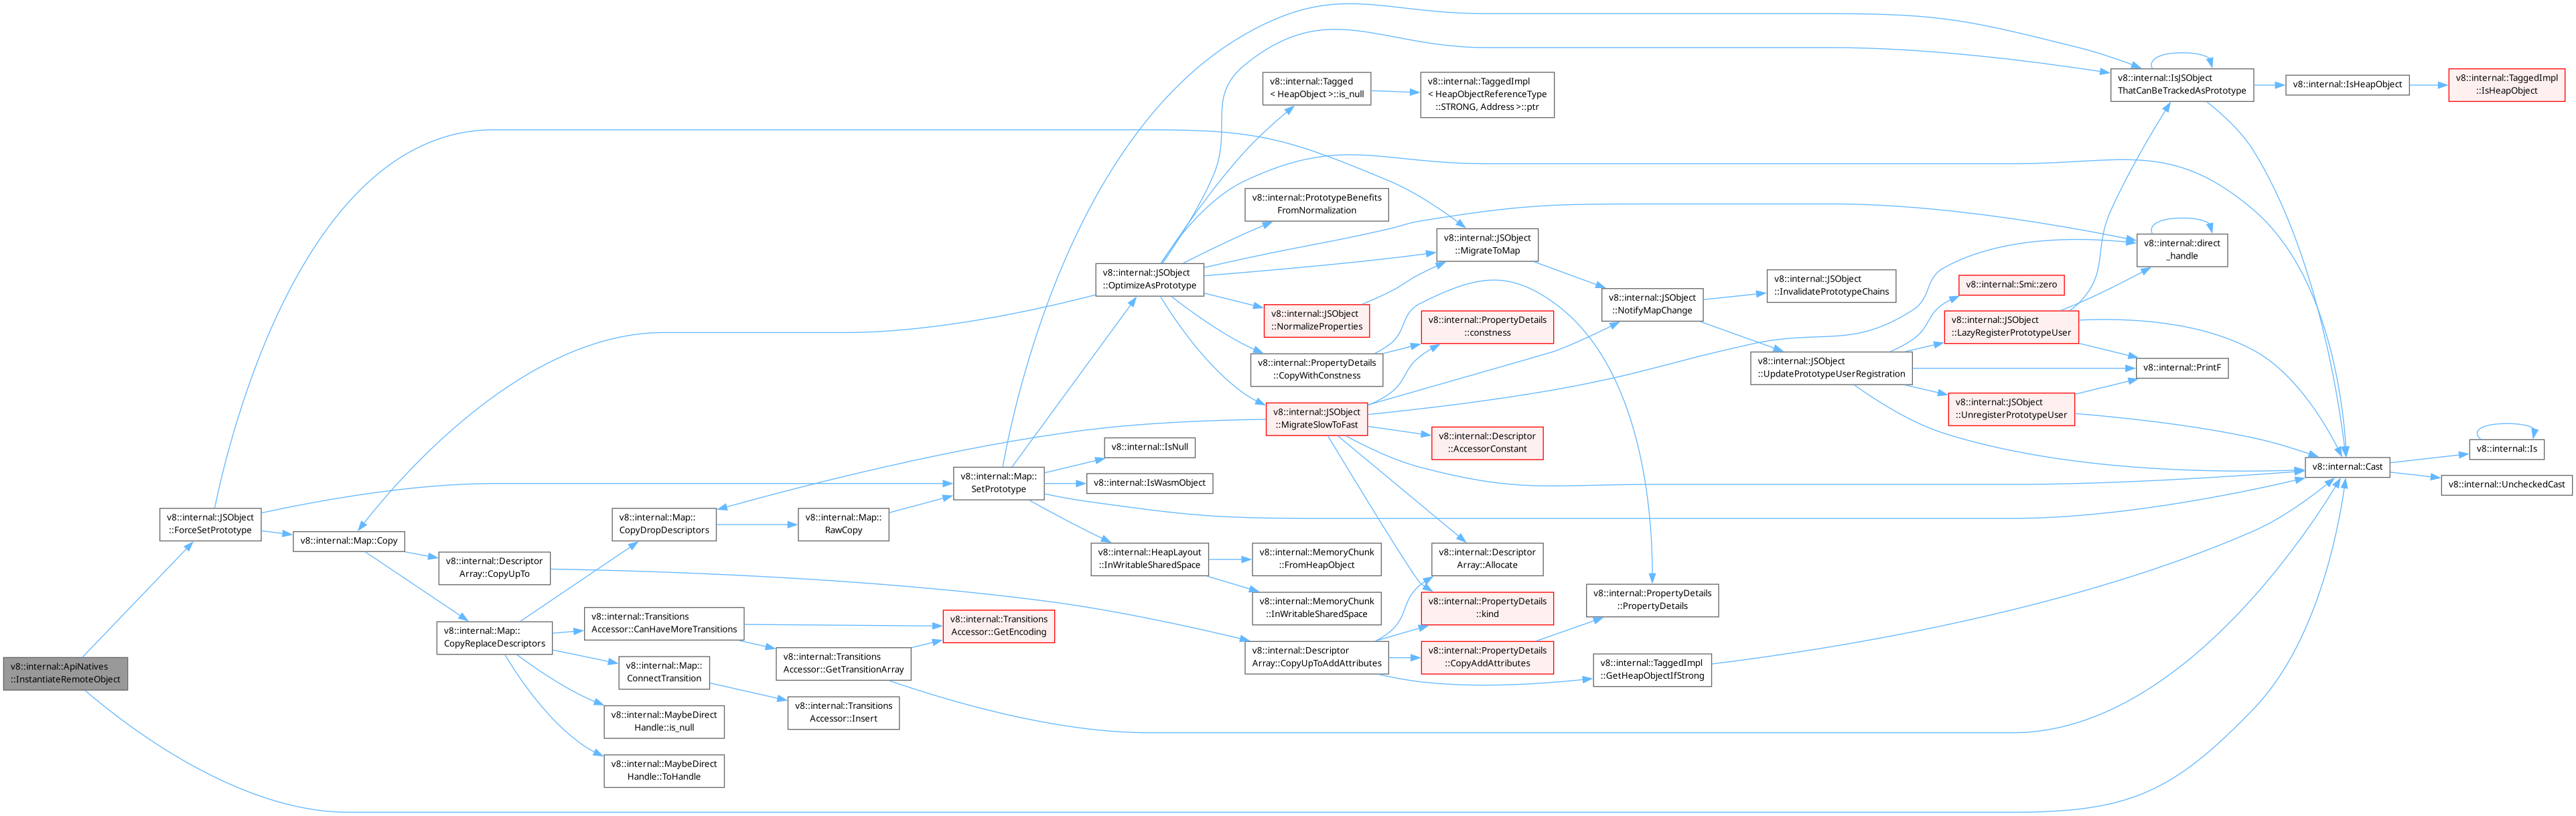 v8::internal::ApiNatives
::InstantiateRemoteObject
v8::internal::JSObject
::ForceSetPrototype
v8::internal::Map::Copy
v8::internal::Descriptor
Array::CopyUpTo
v8::internal::Map::
CopyReplaceDescriptors
v8::internal::Map::
CopyDropDescriptors
v8::internal::Transitions
Accessor::CanHaveMoreTransitions
v8::internal::Map::
ConnectTransition
v8::internal::MaybeDirect
Handle::is_null
v8::internal::MaybeDirect
Handle::ToHandle
v8::internal::Map::
RawCopy
v8::internal::Transitions
Accessor::GetTransitionArray
v8::internal::Transitions
Accessor::Insert
v8::internal::Map::
SetPrototype
v8::internal::Transitions
Accessor::GetEncoding
v8::internal::JSObject
::OptimizeAsPrototype
v8::internal::IsNull
v8::internal::IsWasmObject
v8::internal::HeapLayout
::InWritableSharedSpace
v8::internal::Tagged
< HeapObject >::is_null
v8::internal::PrototypeBenefits
FromNormalization
v8::internal::JSObject
::NormalizeProperties
v8::internal::PropertyDetails
::CopyWithConstness
v8::internal::JSObject
::MigrateSlowToFast
v8::internal::MemoryChunk
::FromHeapObject
v8::internal::MemoryChunk
::InWritableSharedSpace
v8::internal::Descriptor
Array::CopyUpToAddAttributes
v8::internal::TaggedImpl
< HeapObjectReferenceType
::STRONG, Address >::ptr
v8::internal::JSObject
::MigrateToMap
v8::internal::PropertyDetails
::constness
v8::internal::Descriptor
::AccessorConstant
v8::internal::Descriptor
Array::Allocate
v8::internal::PropertyDetails
::kind
v8::internal::PropertyDetails
::CopyAddAttributes
v8::internal::JSObject
::NotifyMapChange
v8::internal::PropertyDetails
::PropertyDetails
v8::internal::TaggedImpl
::GetHeapObjectIfStrong
v8::internal::JSObject
::InvalidatePrototypeChains
v8::internal::JSObject
::UpdatePrototypeUserRegistration
v8::internal::Smi::zero
v8::internal::JSObject
::LazyRegisterPrototypeUser
v8::internal::JSObject
::UnregisterPrototypeUser
v8::internal::IsJSObject
ThatCanBeTrackedAsPrototype
v8::internal::direct
_handle
v8::internal::PrintF
v8::internal::IsHeapObject
v8::internal::Cast
v8::internal::TaggedImpl
::IsHeapObject
v8::internal::Is
v8::internal::UncheckedCast